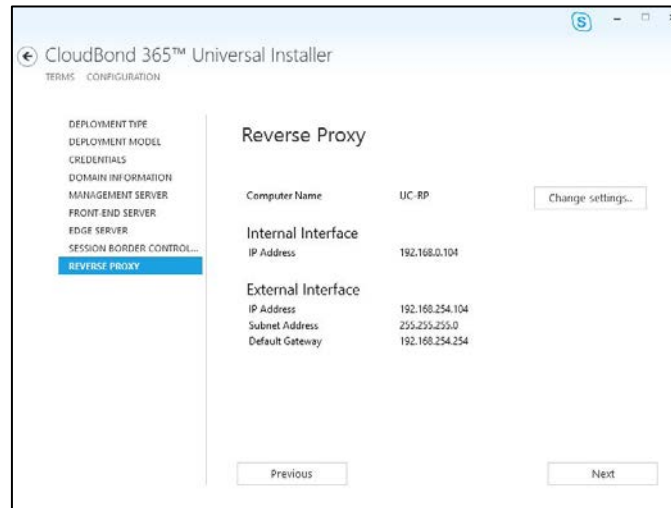 S
CloudBond 365™ Universal Installer
TERMS CONFIGURATION
DEPLOYMENT TYPE
DEPLOYMENT MODEL
CREDENTIALS
DOMAIN INFORMATION
MANAGEMENT SERVER
FRONT-END SERVER
EDGE SERVER
SESSION BORDER CONTROL...
REVERSE PROXY
Reverse Proxy
Computer Name UC-RP Change settings..
Internal Interface
IP Address 192.168.0.104
External Interface
IP Address 192.168.254.104
Subnet Address 255.255.255.0
Default Gateway 192.168.254.254
Previous Next